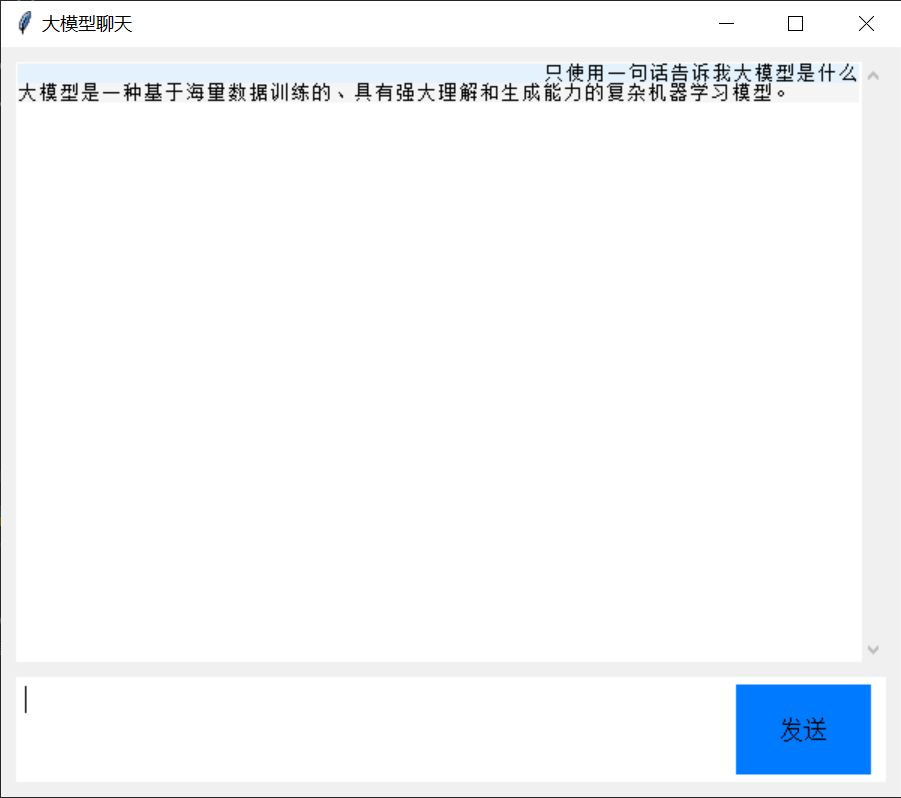 大模型聊天
只使用一句话告诉我大模型是什么
大模型是一种基于海量数据训练的、具有强大理解和生成能力的复杂机器学习模型。
发送